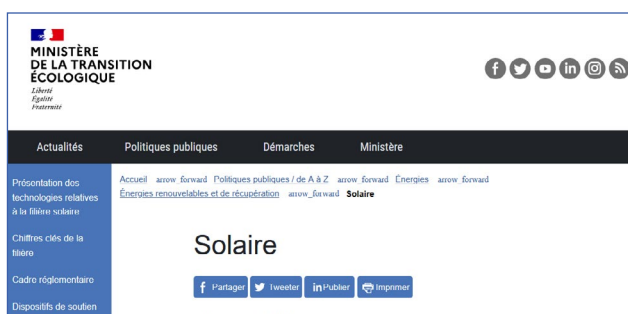 MINISTÈRE
DE LA TRANSITION
ÉCOLOGIQUE
Liberté
Égalité
Fraternité
Actualités Politiques publiques Démarches Ministère
Présentation des
technologies relatives
à la filière solaire
Chiffres clés de la
filière
Cadre réglementaire
Dispositifs de soutien
Accueil arrow_forward Politiques publiques / de A à Z arrow_forward Énergies arrow_forward
Énergies renouvelables et de récupération arrow_forward Solaire
Solaire
Partager Tweeter Publier Imprimer